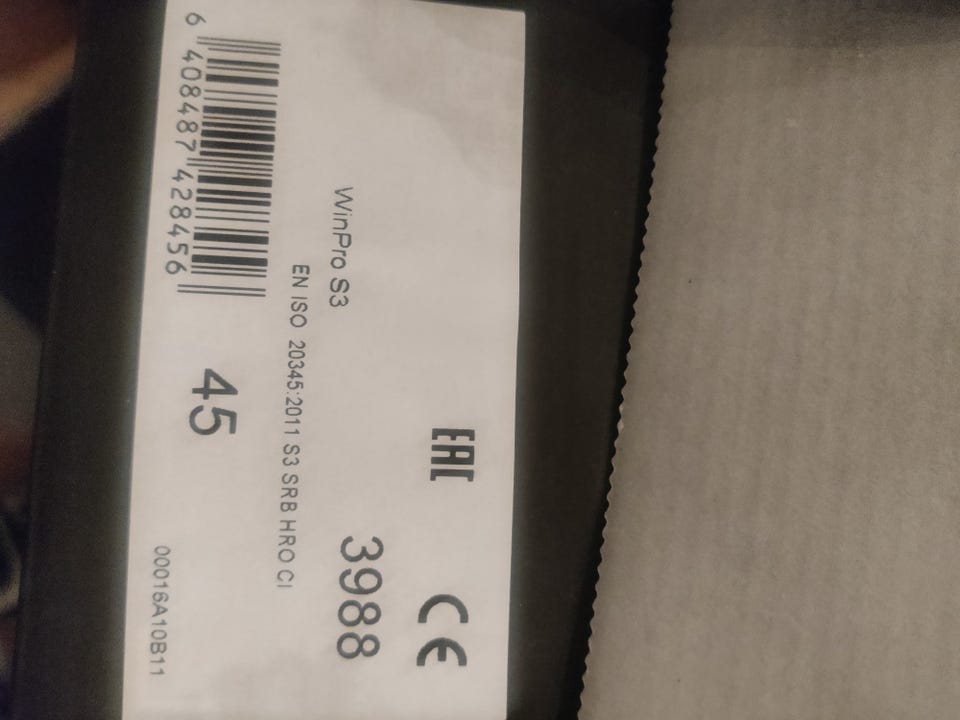 EAC CE
WinPro S3 3988
EN ISO 20345:2011 S3 SRB HRO CI
6 408487 428456
45
00016A10B11